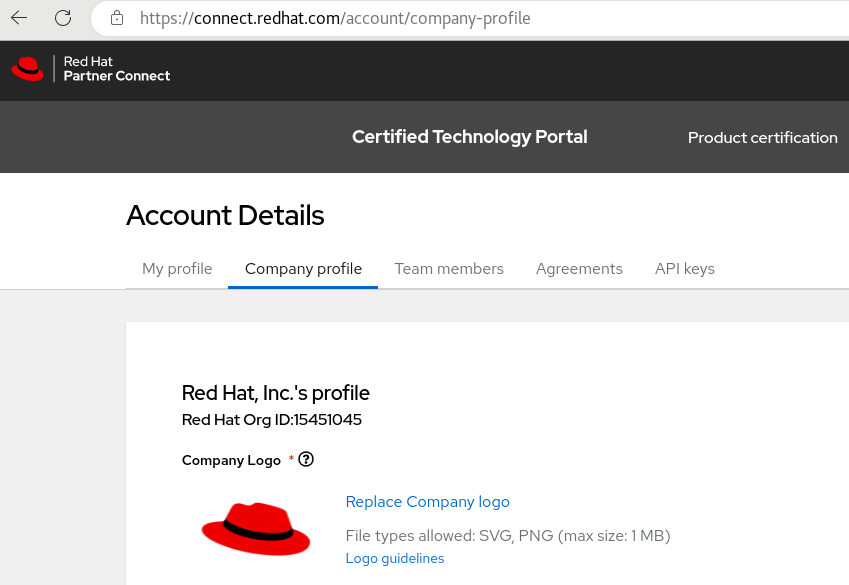 https://connect.redhat.com/account/company-profile
Red Hat
Partner Connect
Certified Technology Portal
Product certification
Account Details
My profile
Company profile
Team members
Agreements
API keys
Red Hat, Inc.'s profile
Red Hat Org ID:15451045
Company Logo * ?
Replace Company logo
File types allowed: SVG, PNG (max size: 1 MB)
Logo guidelines